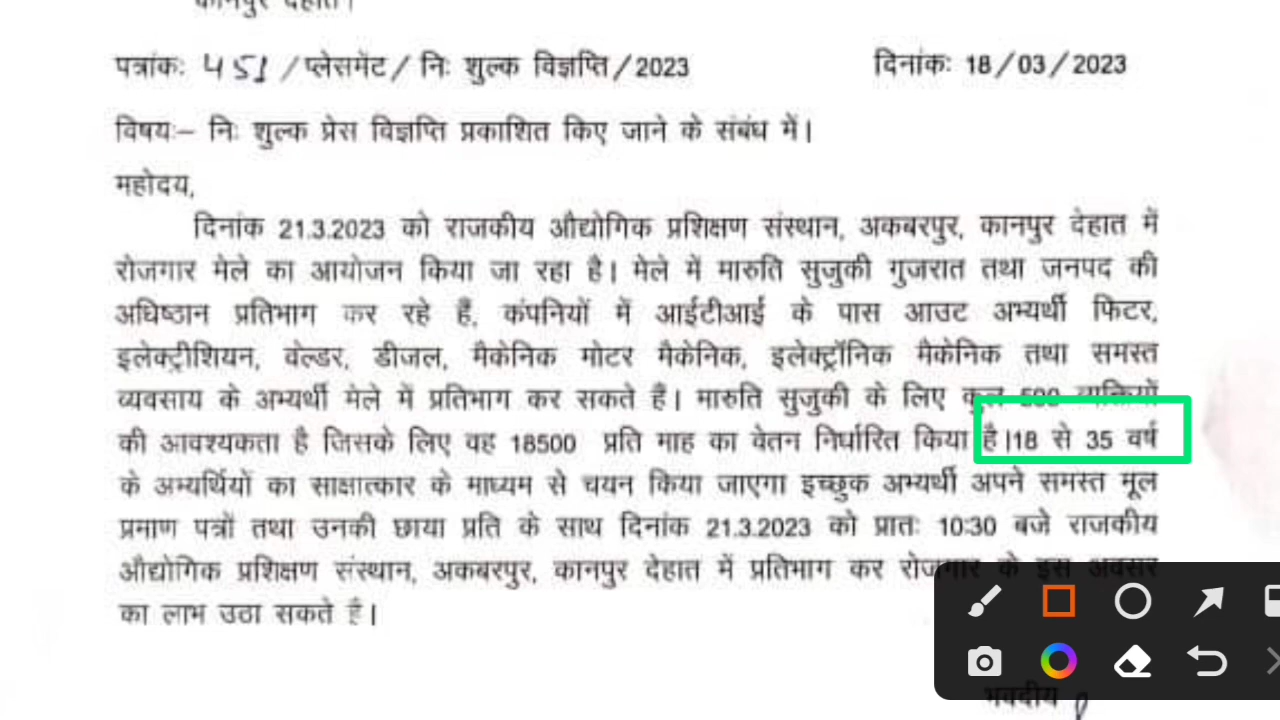 कानपुर देहात।
पत्रांकः 451/प्लेसमेंट/निः शुल्क विज्ञप्ति/2023 दिनांकः 18/03/2023
विषयः– निः शुल्क प्रेस विज्ञप्ति प्रकाशित किए जाने के संबंध में।
महोदय,
दिनांक 21.3.2023 को राजकीय औद्योगिक प्रशिक्षण संस्थान, अकबरपुर, कानपुर देहात में
रोजगार मेले का आयोजन किया जा रहा है। मेले में मारुति सुजुकी गुजरात तथा जनपद की
अधिष्ठान प्रतिभाग कर रहे हैं, कंपनियों में आईटीआई के पास आउट अभ्यर्थी फिटर,
इलेक्ट्रीशियन, वेल्डर, डीजल, मैकेनिक मोटर मैकेनिक, इलेक्ट्रॉनिक मैकेनिक तथा समस्त
व्यवसाय के अभ्यर्थी मेले में प्रतिभाग कर सकते हैं। मारुति सुजुकी के लिए कुल 500 व्यक्तियों
की आवश्यकता है जिसके लिए वह 18500 प्रति माह का वेतन निर्धारित किया है।18 से 35 वर्ष
के अभ्यर्थियों का साक्षात्कार के माध्यम से चयन किया जाएगा इच्छुक अभ्यर्थी अपने समस्त मूल
प्रमाण पत्रों तथा उनकी छाया प्रति के साथ दिनांक 21.3.2023 को प्रातः 10:30 बजे राजकीय
औद्योगिक प्रशिक्षण संस्थान, अकबरपुर, कानपुर देहात में प्रतिभाग कर रोजगार के इस अवसर
का लाभ उठा सकते हैं।
भवदीय